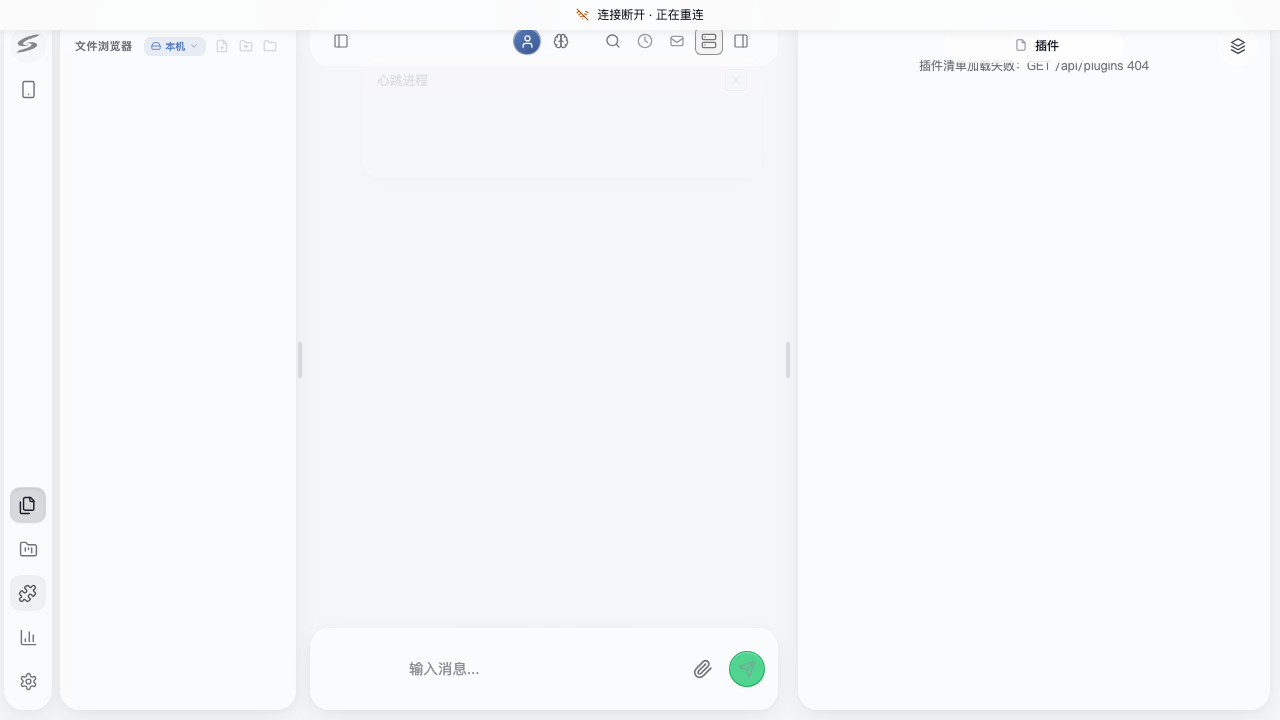 连接断开 · 正在重连
文件浏览器
本机
心跳进程
输入消息...
插件
插件清单加载失败：GET /api/plugins 404